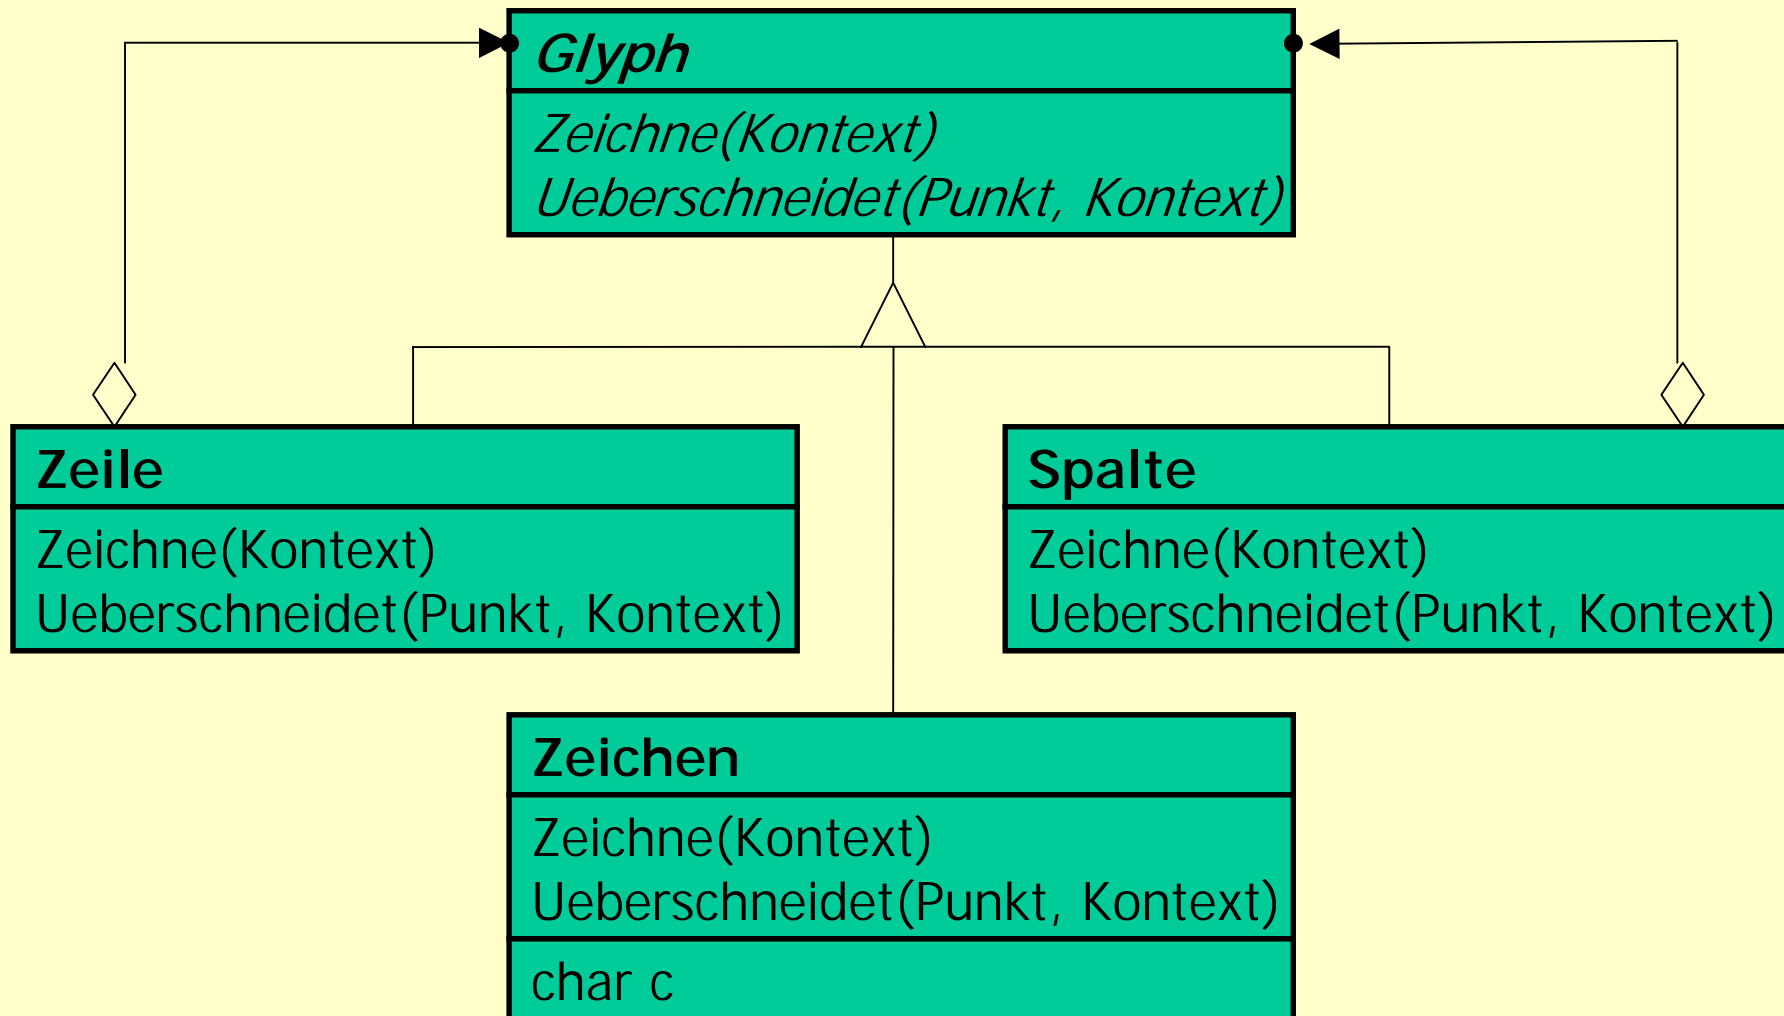 Glyph
Zeichne(Kontext)
Ueberschneidet(Punkt, Kontext)
Zeile
Zeichne(Kontext)
Ueberschneidet(Punkt, Kontext)
Spalte
Zeichne(Kontext)
Ueberschneidet(Punkt, Kontext)
Zeichen
Zeichne(Kontext)
Ueberschneidet(Punkt, Kontext)
char c